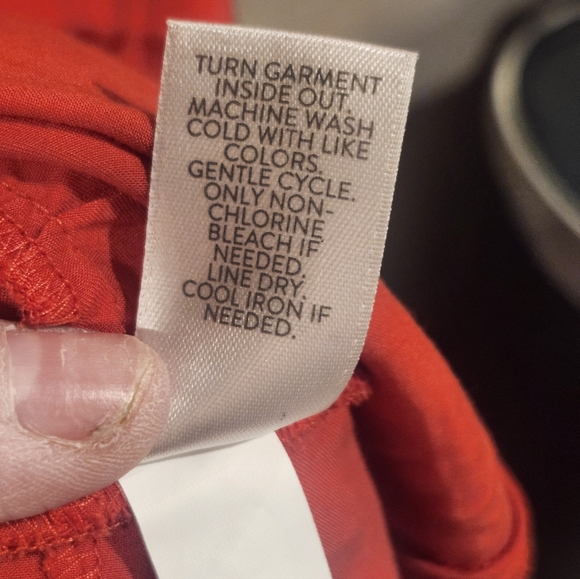 TURN GARMENT
INSIDE OUT.
MACHINE WASH
COLD WITH LIKE
COLORS.
GENTLE CYCLE.
ONLY NON-
CHLORINE
BLEACH IF
NEEDED.
LINE DRY.
COOL IRON IF
NEEDED.